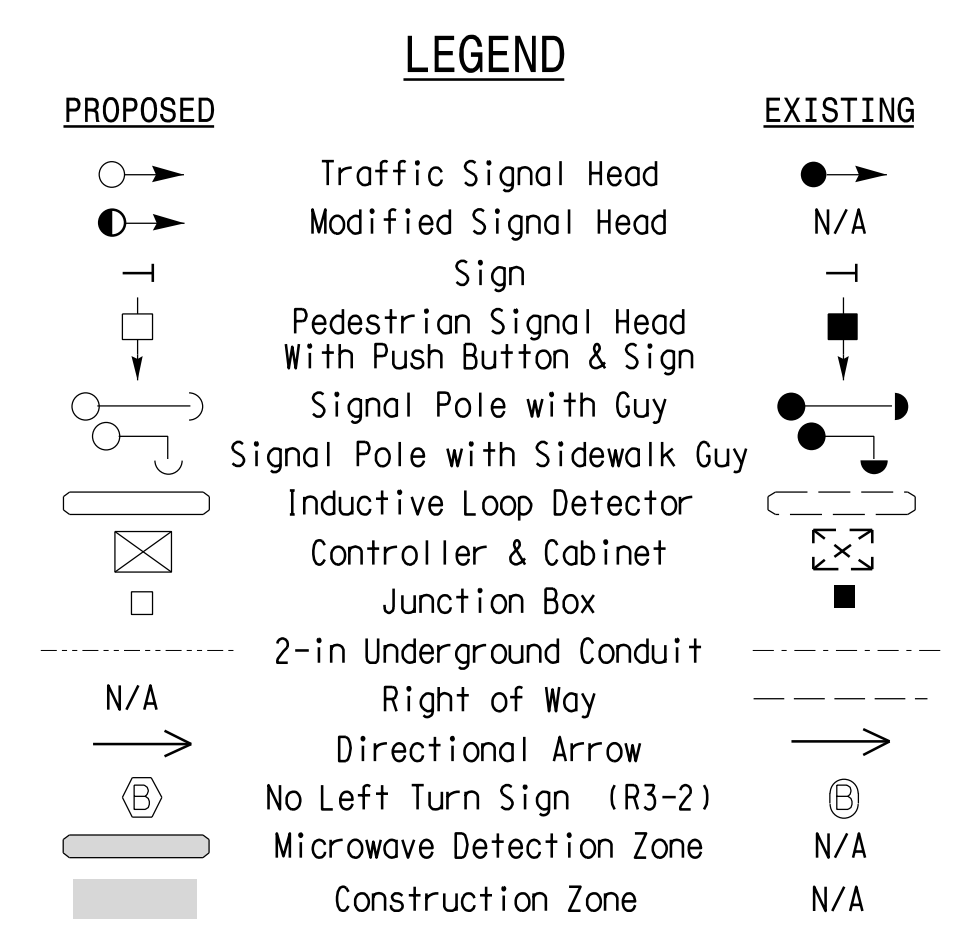 LEGEND
PROPOSED EXISTING
Traffic Signal Head
Modified Signal Head N/A
Sign
Pedestrian Signal Head
With Push Button & Sign
Signal Pole with Guy
Signal Pole with Sidewalk Guy
Inductive Loop Detector
Controller & Cabinet
Junction Box
2-in Underground Conduit
N/A Right of Way
Directional Arrow
B No Left Turn Sign (R3-2) B
Microwave Detection Zone N/A
Construction Zone N/A